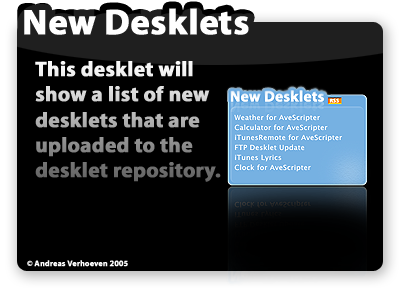 New Desklets
This desklet will
show a list of new
desklets that are
uploaded to the
desklet repository.
New Desklets RSS
Weather for AveScripter
Calculator for AveScripter
iTunesRemote for AveScripter
FTP Desklet Update
iTunes Lyrics
Clock for AveScripter
© Andreas Verhoeven 2005